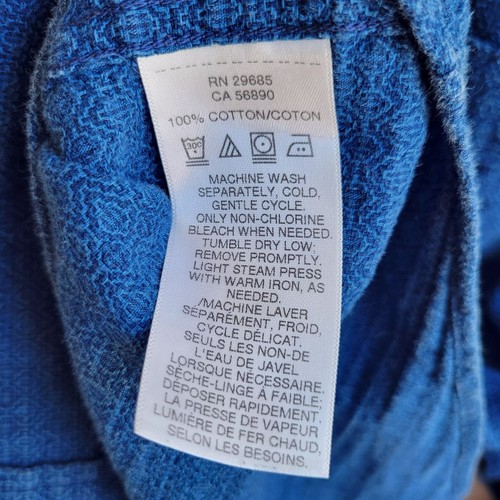 RN 29685
CA 56890
100% COTTON/COTON
30C
MACHINE WASH
SEPARATELY, COLD,
GENTLE CYCLE.
ONLY NON-CHLORINE
BLEACH WHEN NEEDED.
TUMBLE DRY LOW;
REMOVE PROMPTLY.
LIGHT STEAM PRESS
WITH WARM IRON, AS
NEEDED.
/MACHINE LAVER
SÉPARÉMENT, FROID,
CYCLE DÉLICAT.
SEULS LES NON-DE
L'EAU DE JAVEL
LORSQUE NÉCESSAIRE.
SÈCHE-LINGE À FAIBLE;
DÉPOSER RAPIDEMENT.
LA PRESSE DE VAPEUR
LUMIÈRE DE FER CHAUD,
SELON LES BESOINS.